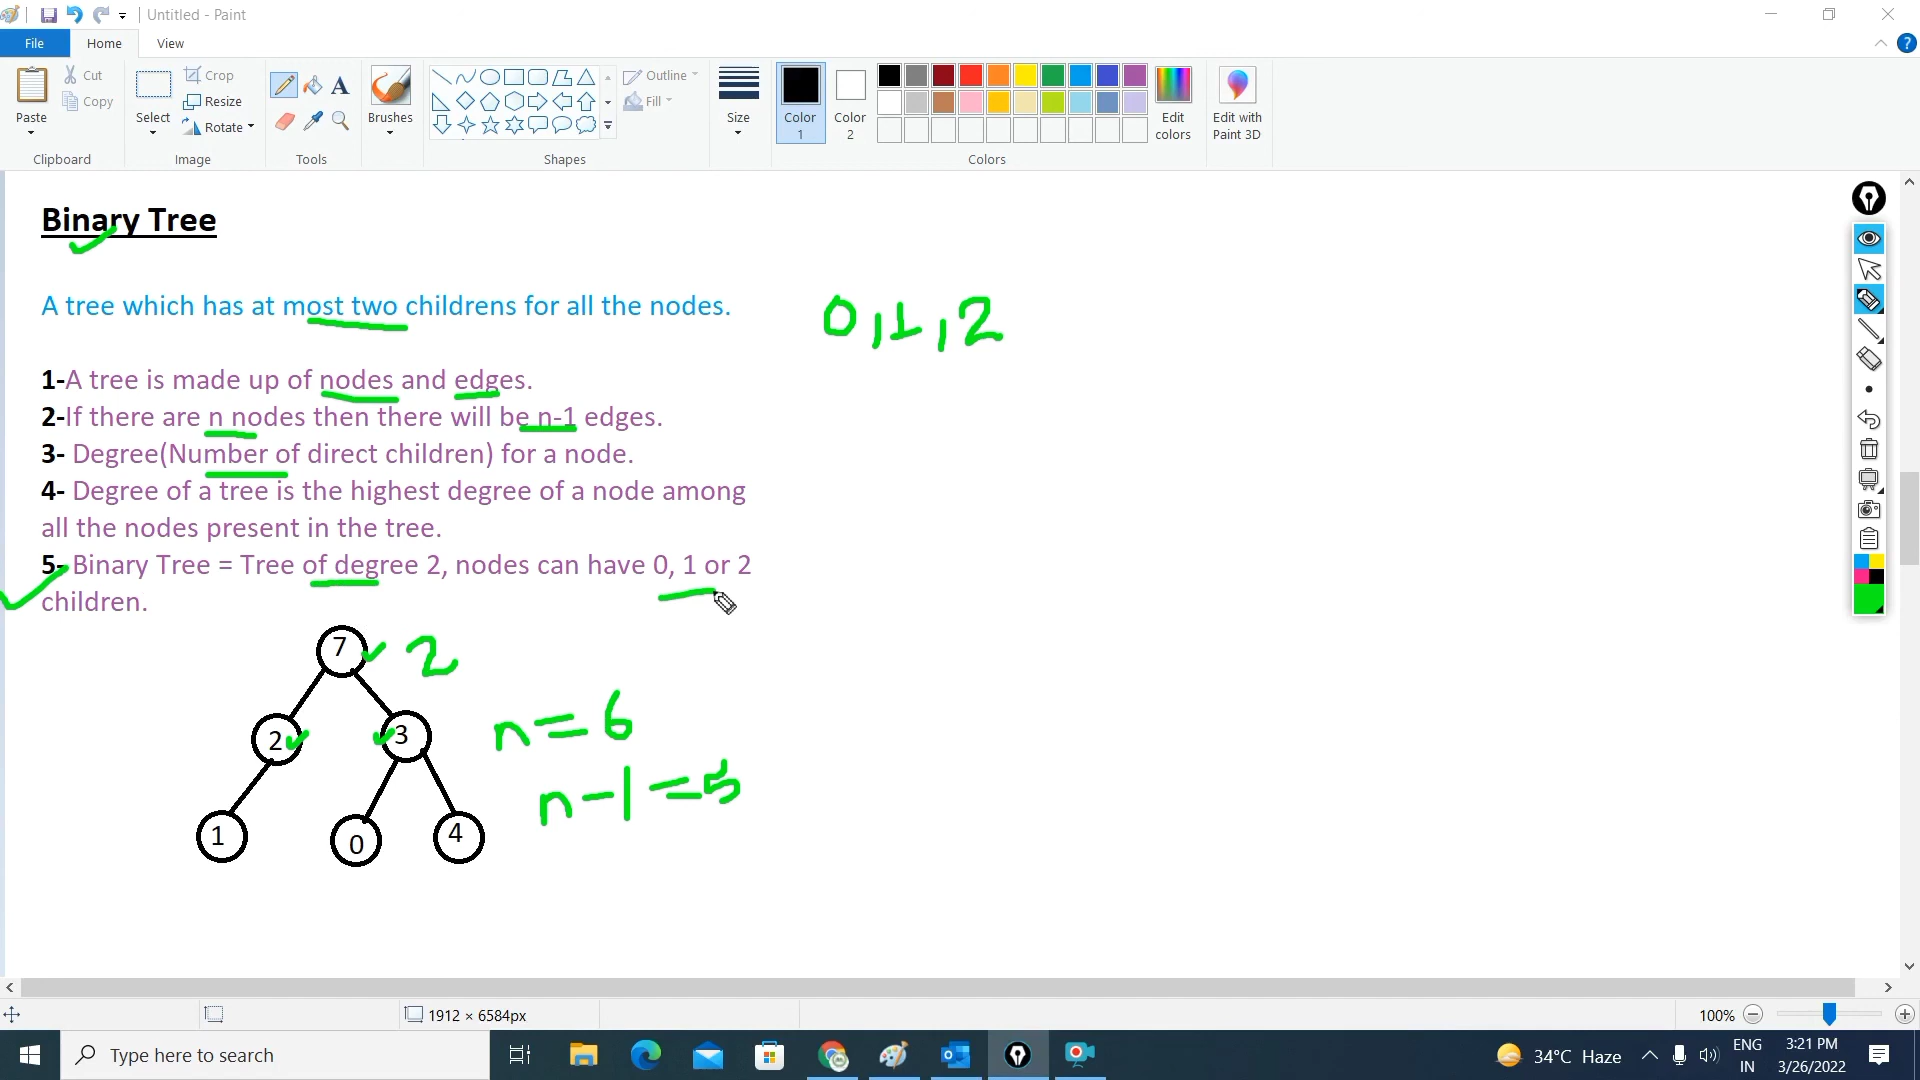 Untitled - Paint
File Home View
Paste
Cut
Copy
Clipboard
Select
Crop
Resize
Rotate
Image
Tools
Brushes
Shapes
Outline
Fill
Size
Color 1
Color 2
Colors
Edit colors
Edit with Paint 3D
Binary Tree
A tree which has at most two childrens for all the nodes.
0,1,2
1-A tree is made up of nodes and edges.
2-If there are n nodes then there will be n-1 edges.
3- Degree(Number of direct children) for a node.
4- Degree of a tree is the highest degree of a node among
all the nodes present in the tree.
5- Binary Tree = Tree of degree 2, nodes can have 0, 1 or 2
children.
7 2
2 3
n=6
n-1=5
1 0 4
1912 × 6584px
100%
Type here to search
34°C Haze
ENG
IN
3:21 PM
3/26/2022